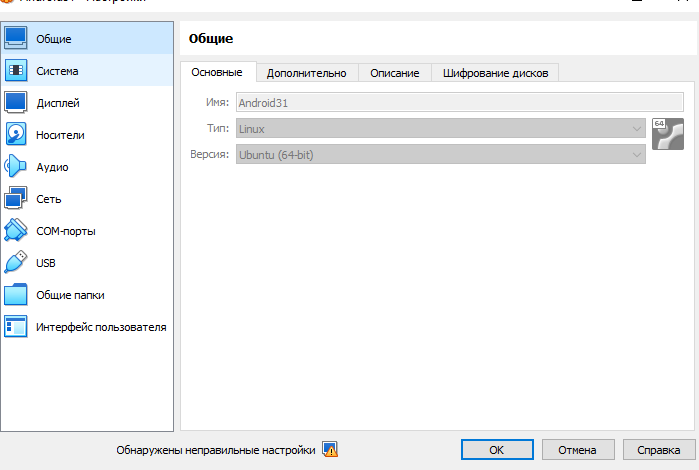 Общие
Система
Дисплей
Носители
Аудио
Сеть
COM-порты
USB
Общие папки
Интерфейс пользователя
Общие
Основные
Дополнительно
Описание
Шифрование дисков
Имя: Android31
Тип: Linux
64
Версия: Ubuntu (64-bit)
Обнаружены неправильные настройки
OK
Отмена
Справка